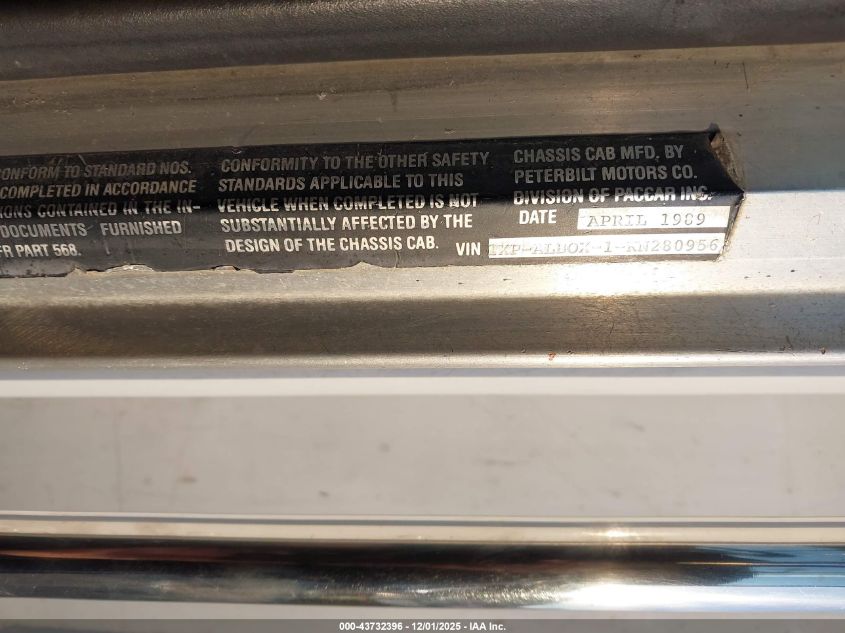 CONFORM TO STANDARD NOS.
COMPLETED IN ACCORDANCE
IONS CONTAINED IN THE IN-
DOCUMENTS FURNISHED
FR PART 568.
CONFORMITY TO THE OTHER SAFETY
STANDARDS APPLICABLE TO THIS
VEHICLE WHEN COMPLETED IS NOT
SUBSTANTIALLY AFFECTED BY THE
DESIGN OF THE CHASSIS CAB.
CHASSIS CAB MFD. BY
PETERBILT MOTORS CO.
DIVISION OF PACCAR INC.
DATE APRIL 1989
VIN
000-43732396 - 12/01/2025 - IAA Inc.